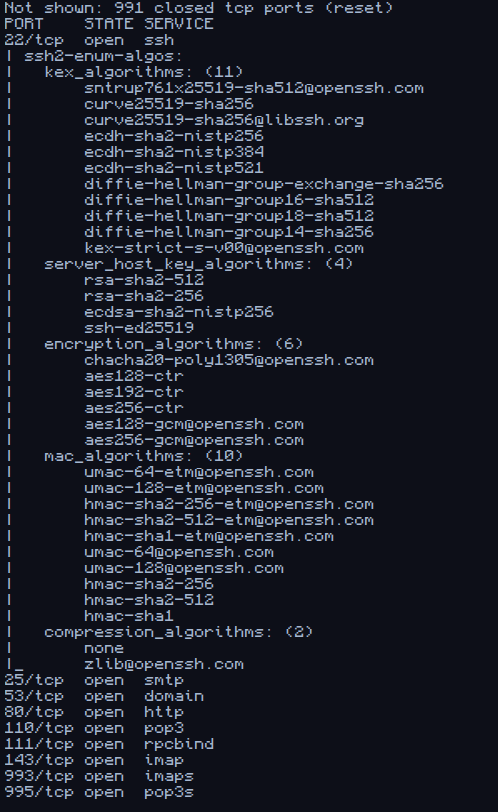 Not shown: 991 closed tcp ports (reset)
PORT    STATE SERVICE
22/tcp  open  ssh
| ssh2-enum-algos:
|   kex_algorithms: (11)
|       sntrup761x25519-sha512@openssh.com
|       curve25519-sha256
|       curve25519-sha256@libssh.org
|       ecdh-sha2-nistp256
|       ecdh-sha2-nistp384
|       ecdh-sha2-nistp521
|       diffie-hellman-group-exchange-sha256
|       diffie-hellman-group16-sha512
|       diffie-hellman-group18-sha512
|       diffie-hellman-group14-sha256
|       kex-strict-s-v00@openssh.com
|   server_host_key_algorithms: (4)
|       rsa-sha2-512
|       rsa-sha2-256
|       ecdsa-sha2-nistp256
|       ssh-ed25519
|   encryption_algorithms: (6)
|       chacha20-poly1305@openssh.com
|       aes128-ctr
|       aes192-ctr
|       aes256-ctr
|       aes128-gcm@openssh.com
|       aes256-gcm@openssh.com
|   mac_algorithms: (10)
|       umac-64-etm@openssh.com
|       umac-128-etm@openssh.com
|       hmac-sha2-256-etm@openssh.com
|       hmac-sha2-512-etm@openssh.com
|       hmac-sha1-etm@openssh.com
|       umac-64@openssh.com
|       umac-128@openssh.com
|       hmac-sha2-256
|       hmac-sha2-512
|       hmac-sha1
|   compression_algorithms: (2)
|       none
|_      zlib@openssh.com
25/tcp  open  smtp
53/tcp  open  domain
80/tcp  open  http
110/tcp open  pop3
111/tcp open  rpcbind
143/tcp open  imap
993/tcp open  imaps
995/tcp open  pop3s